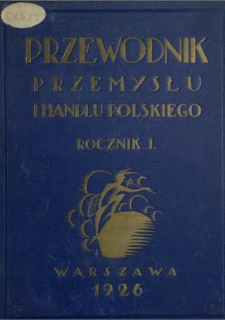 PRZEWODNIK
PRZEMYSŁU
I HANDLU POLSKIEGO
ROCZNIK I.
WARSZAWA
1926